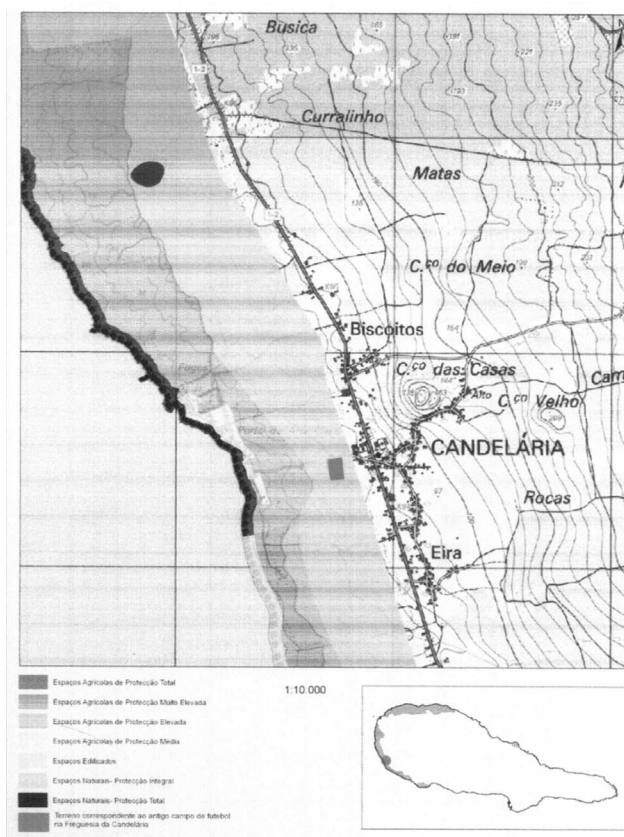 Busica
Curralinho
Matas
C.ço do Meio
Biscoitos
C.ço das Casas
Alto
C.ço Velho
Cam
CANDELÁRIA
Rocas
Eira
1:10.000
Espaços Agrícolas de Protecção Total
Espaços Agrícolas de Protecção Muito Elevada
Espaços Agrícolas de Protecção Elevada
Espaços Agrícolas de Protecção Média
Espaços Edificados
Espaços Naturais- Protecção Integral
Espaços Naturais- Protecção Total
Terreno correspondente ao antigo campo de futebol
na Freguesia da Candelária